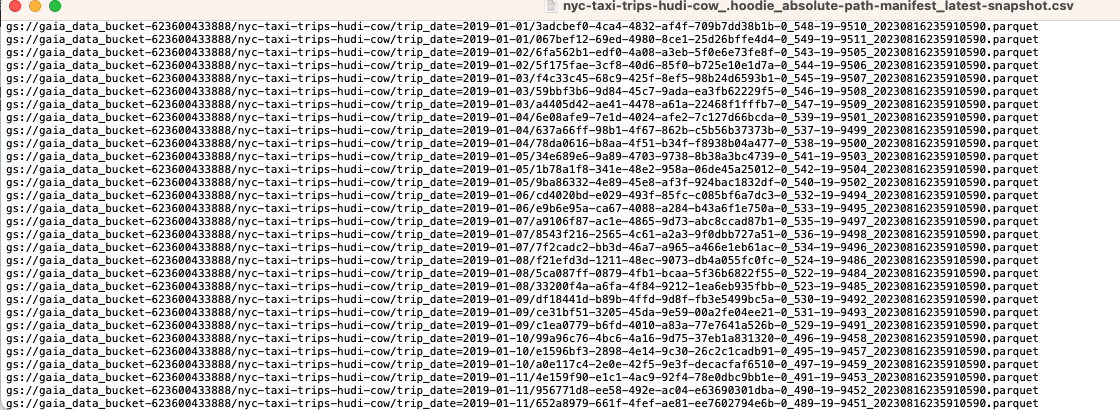 nyc-taxi-trips-hudi-cow_.hoodie_absolute-path-manifest_latest-snapshot.csv
gs://gaia_data_bucket-623600433888/nyc-taxi-trips-hudi-cow/trip_date=2019-01-01/3adcbef0-4ca4-4832-af4f-709b7dd38b1b-0_548-19-9510_20230816235910590.parquet
gs://gaia_data_bucket-623600433888/nyc-taxi-trips-hudi-cow/trip_date=2019-01-01/067bef12-69ed-4980-8ce1-25d26bffe4d4-0_549-19-9511_20230816235910590.parquet
gs://gaia_data_bucket-623600433888/nyc-taxi-trips-hudi-cow/trip_date=2019-01-02/6fa562b1-edf0-4a08-a3eb-5f0e6e73fe8f-0_543-19-9505_20230816235910590.parquet
gs://gaia_data_bucket-623600433888/nyc-taxi-trips-hudi-cow/trip_date=2019-01-02/5f175fae-3cf8-40d6-85f0-b725e10e1d7a-0_544-19-9506_20230816235910590.parquet
gs://gaia_data_bucket-623600433888/nyc-taxi-trips-hudi-cow/trip_date=2019-01-03/f4c33c45-68c9-425f-8ef5-98b24d6593b1-0_545-19-9507_20230816235910590.parquet
gs://gaia_data_bucket-623600433888/nyc-taxi-trips-hudi-cow/trip_date=2019-01-03/59bbf3b6-9d84-45c7-9ada-ea3fb62229f5-0_546-19-9508_20230816235910590.parquet
gs://gaia_data_bucket-623600433888/nyc-taxi-trips-hudi-cow/trip_date=2019-01-03/a4405d42-ae41-4478-a61a-22468f1fffb7-0_547-19-9509_20230816235910590.parquet
gs://gaia_data_bucket-623600433888/nyc-taxi-trips-hudi-cow/trip_date=2019-01-04/6e08afe9-7e1d-4024-afe2-7c127d66bcda-0_539-19-9501_20230816235910590.parquet
gs://gaia_data_bucket-623600433888/nyc-taxi-trips-hudi-cow/trip_date=2019-01-04/637a66ff-98b1-4f67-862b-c5b56b37373b-0_537-19-9499_20230816235910590.parquet
gs://gaia_data_bucket-623600433888/nyc-taxi-trips-hudi-cow/trip_date=2019-01-04/78da0616-b8aa-4f51-b34f-f8938b04a477-0_538-19-9500_20230816235910590.parquet
gs://gaia_data_bucket-623600433888/nyc-taxi-trips-hudi-cow/trip_date=2019-01-05/34e689e6-9a89-4703-9738-8b38a3bc4739-0_541-19-9503_20230816235910590.parquet
gs://gaia_data_bucket-623600433888/nyc-taxi-trips-hudi-cow/trip_date=2019-01-05/1b78a1f8-341e-48e2-958a-06de45a25012-0_542-19-9504_20230816235910590.parquet
gs://gaia_data_bucket-623600433888/nyc-taxi-trips-hudi-cow/trip_date=2019-01-05/9ba86332-4e89-45e8-af3f-924bac1832df-0_540-19-9502_20230816235910590.parquet
gs://gaia_data_bucket-623600433888/nyc-taxi-trips-hudi-cow/trip_date=2019-01-06/cd4020bd-e029-493f-85fc-c085bf6a7dc3-0_532-19-9494_20230816235910590.parquet
gs://gaia_data_bucket-623600433888/nyc-taxi-trips-hudi-cow/trip_date=2019-01-06/e9b6e95a-ca67-4088-a284-b43a6f1e750a-0_533-19-9495_20230816235910590.parquet
gs://gaia_data_bucket-623600433888/nyc-taxi-trips-hudi-cow/trip_date=2019-01-07/a9106f87-ac1e-4865-9d73-abc8ccad87b1-0_535-19-9497_20230816235910590.parquet
gs://gaia_data_bucket-623600433888/nyc-taxi-trips-hudi-cow/trip_date=2019-01-07/8543f216-2565-4c61-a2a3-9f0dbb727a51-0_536-19-9498_20230816235910590.parquet
gs://gaia_data_bucket-623600433888/nyc-taxi-trips-hudi-cow/trip_date=2019-01-07/7f2cadc2-bb3d-46a7-a965-a466e1eb61ac-0_534-19-9496_20230816235910590.parquet
gs://gaia_data_bucket-623600433888/nyc-taxi-trips-hudi-cow/trip_date=2019-01-08/f21efd3d-1211-48ec-9073-db4a055fc0fc-0_524-19-9486_20230816235910590.parquet
gs://gaia_data_bucket-623600433888/nyc-taxi-trips-hudi-cow/trip_date=2019-01-08/5ca087ff-0879-4fb1-bcaa-5f36b6822f55-0_522-19-9484_20230816235910590.parquet
gs://gaia_data_bucket-623600433888/nyc-taxi-trips-hudi-cow/trip_date=2019-01-08/33200f4a-a6fa-4f84-9212-1ea6eb935fbb-0_523-19-9485_20230816235910590.parquet
gs://gaia_data_bucket-623600433888/nyc-taxi-trips-hudi-cow/trip_date=2019-01-09/df18441d-b89b-4ffd-9d8f-fb3e5499bc5a-0_530-19-9492_20230816235910590.parquet
gs://gaia_data_bucket-623600433888/nyc-taxi-trips-hudi-cow/trip_date=2019-01-09/ce31bf51-3205-45da-9e59-00a2fe04ee21-0_531-19-9493_20230816235910590.parquet
gs://gaia_data_bucket-623600433888/nyc-taxi-trips-hudi-cow/trip_date=2019-01-09/c1ea0779-b6fd-4010-a83a-77e7641a526b-0_529-19-9491_20230816235910590.parquet
gs://gaia_data_bucket-623600433888/nyc-taxi-trips-hudi-cow/trip_date=2019-01-10/99a96c76-4bc6-4a16-9d75-37eb1a831320-0_496-19-9458_20230816235910590.parquet
gs://gaia_data_bucket-623600433888/nyc-taxi-trips-hudi-cow/trip_date=2019-01-10/e1596bf3-2898-4e14-9c30-26c2c1cadb91-0_495-19-9457_20230816235910590.parquet
gs://gaia_data_bucket-623600433888/nyc-taxi-trips-hudi-cow/trip_date=2019-01-10/a0e117c4-2e0e-42f5-9e3f-decacfaf6510-0_497-19-9459_20230816235910590.parquet
gs://gaia_data_bucket-623600433888/nyc-taxi-trips-hudi-cow/trip_date=2019-01-11/4e159f90-e1c1-4ac9-92f4-78e0dbc9bb1e-0_491-19-9453_20230816235910590.parquet
gs://gaia_data_bucket-623600433888/nyc-taxi-trips-hudi-cow/trip_date=2019-01-11/956771d8-ee58-492e-ac04-e63690301dba-0_490-19-9452_20230816235910590.parquet
gs://gaia_data_bucket-623600433888/nyc-taxi-trips-hudi-cow/trip_date=2019-01-11/652a8979-661f-4fef-ae81-ee7602794e6b-0_489-19-9451_20230816235910590.parquet